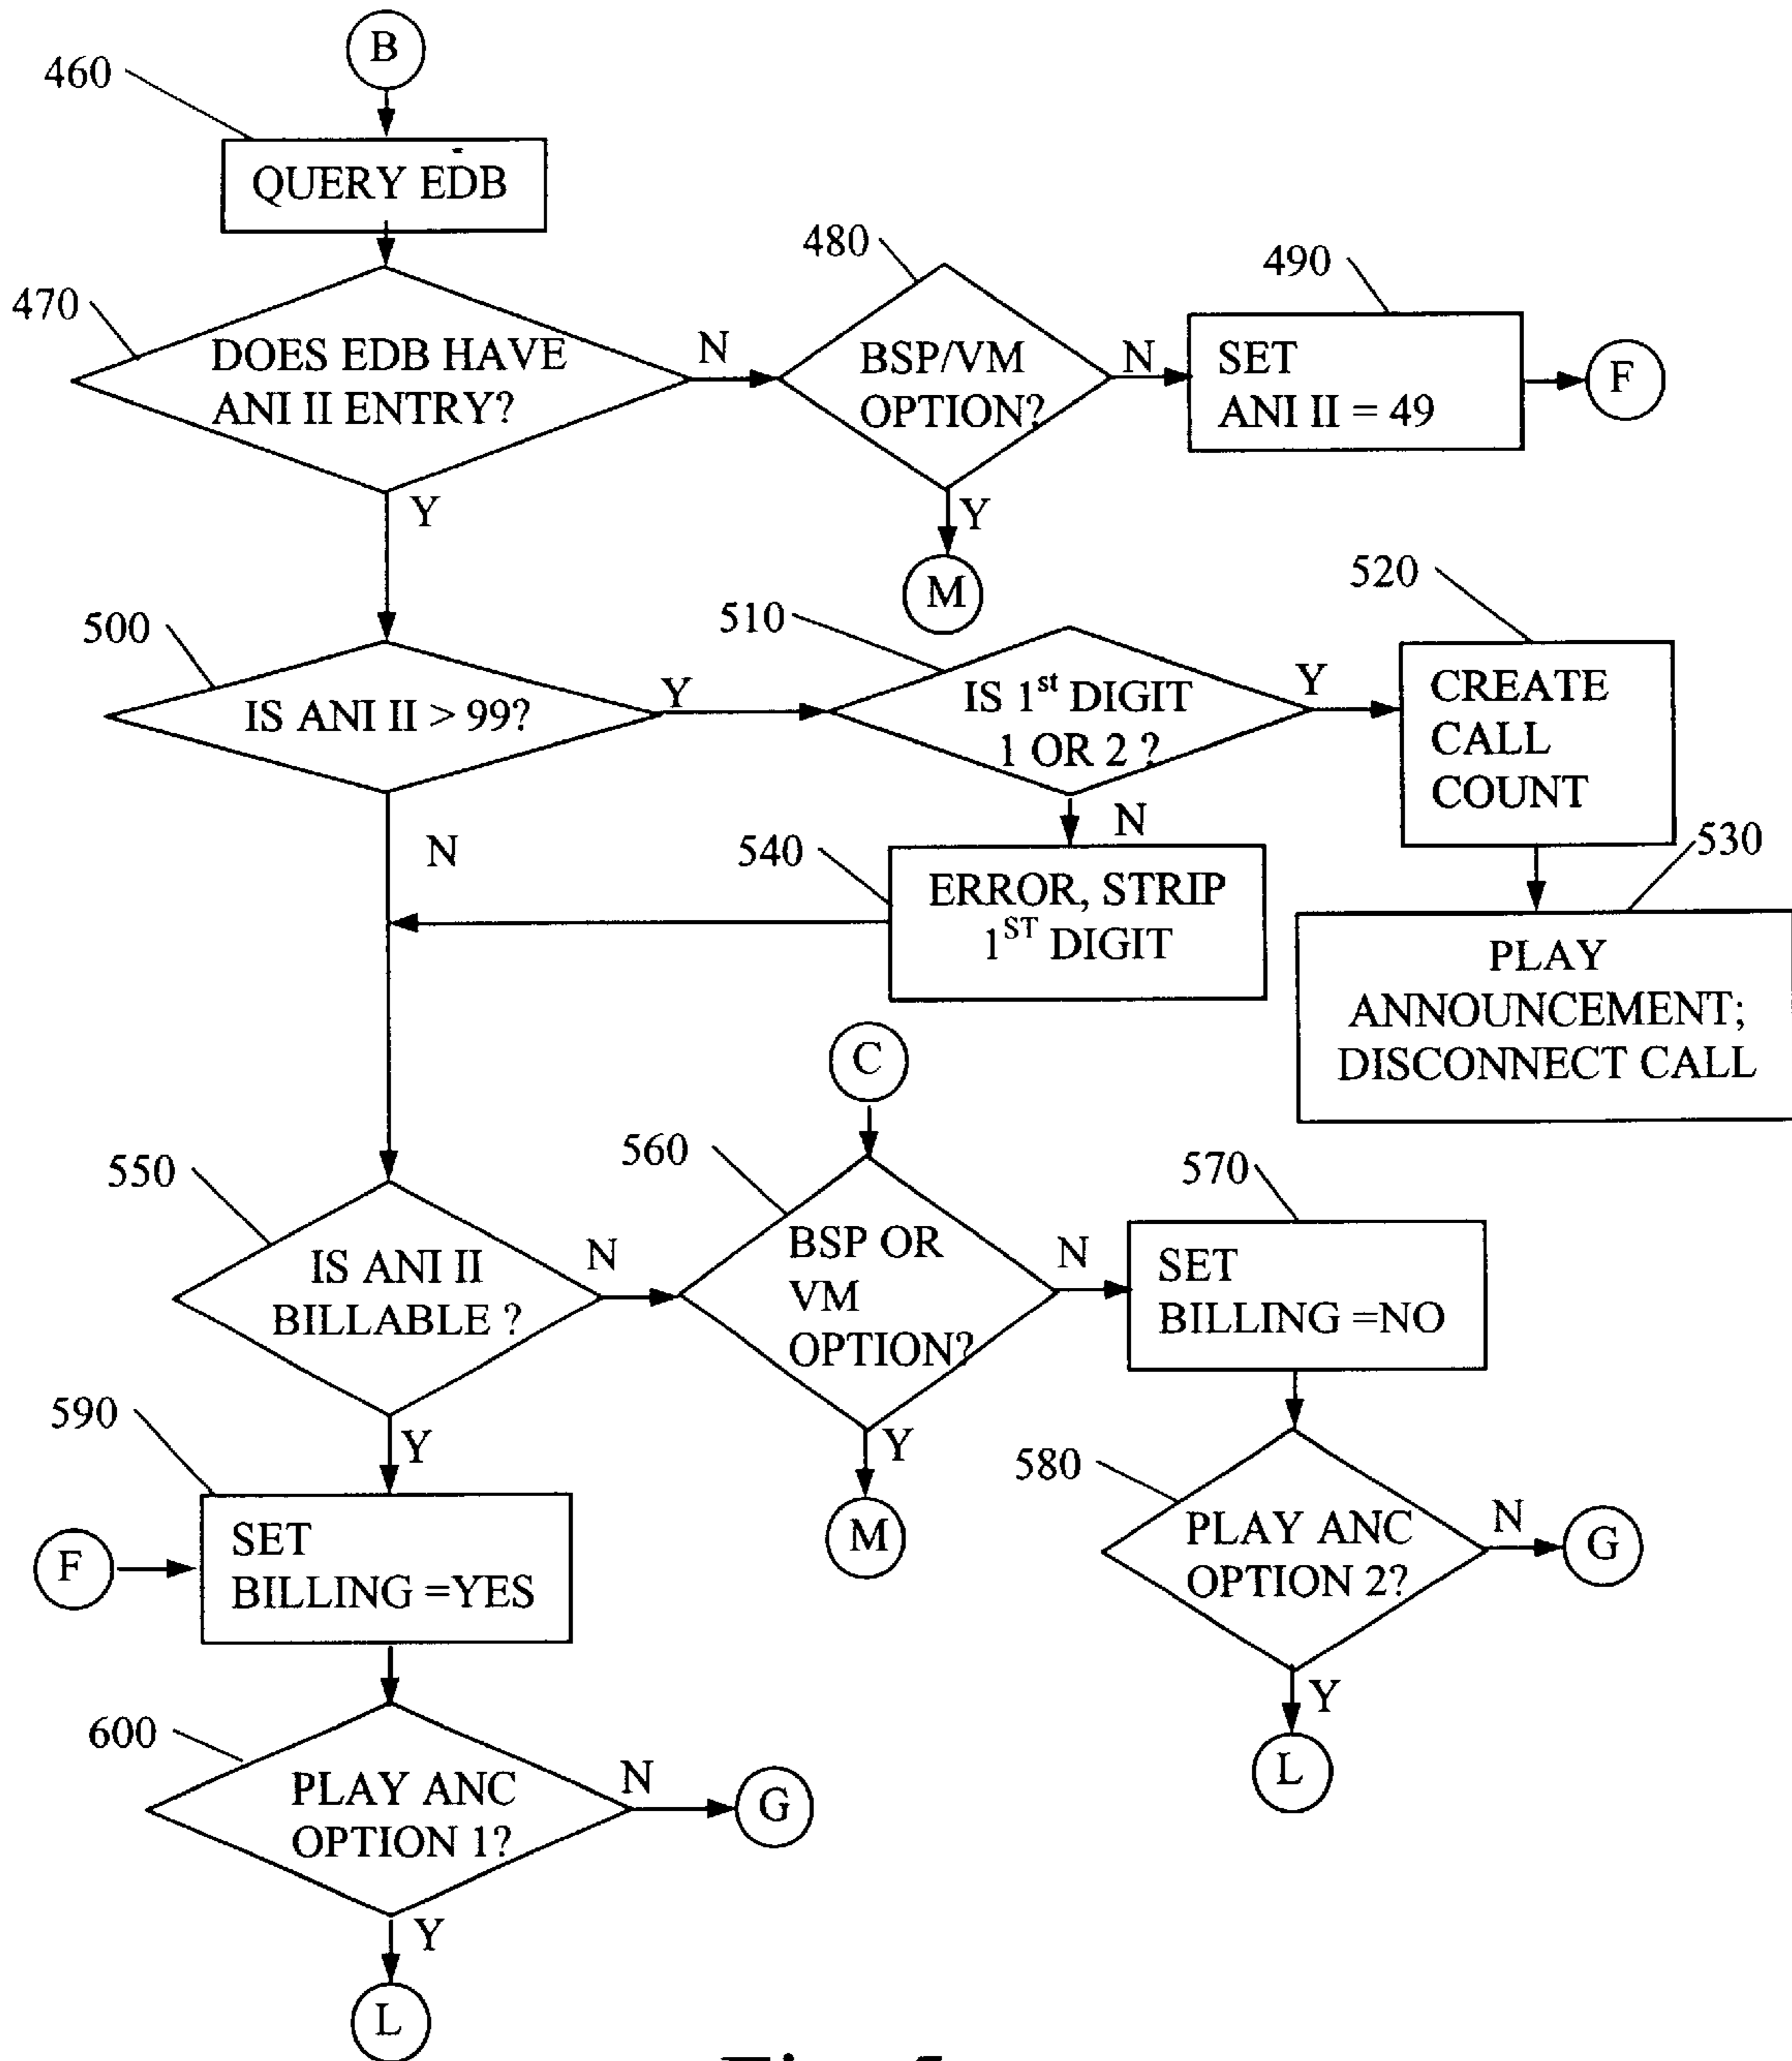 B
460
QUERY EDB
470
DOES EDB HAVE
ANI II ENTRY?
N
480
BSP/VM
OPTION?
N
490
SET
ANI II = 49
F
Y
Y
M
500
IS ANI II > 99?
Y
510
IS 1st DIGIT
1 OR 2 ?
Y
520
CREATE
CALL
COUNT
N
N
530
540
ERROR, STRIP
1ST DIGIT
PLAY
ANNOUNCEMENT;
DISCONNECT CALL
C
550
IS ANI II
BILLABLE ?
N
560
BSP OR
VM
OPTION?
N
570
SET
BILLING =NO
Y
Y
M
590
F
SET
BILLING =YES
580
PLAY ANC
OPTION 2?
N
G
Y
L
600
PLAY ANC
OPTION 1?
N
G
Y
L